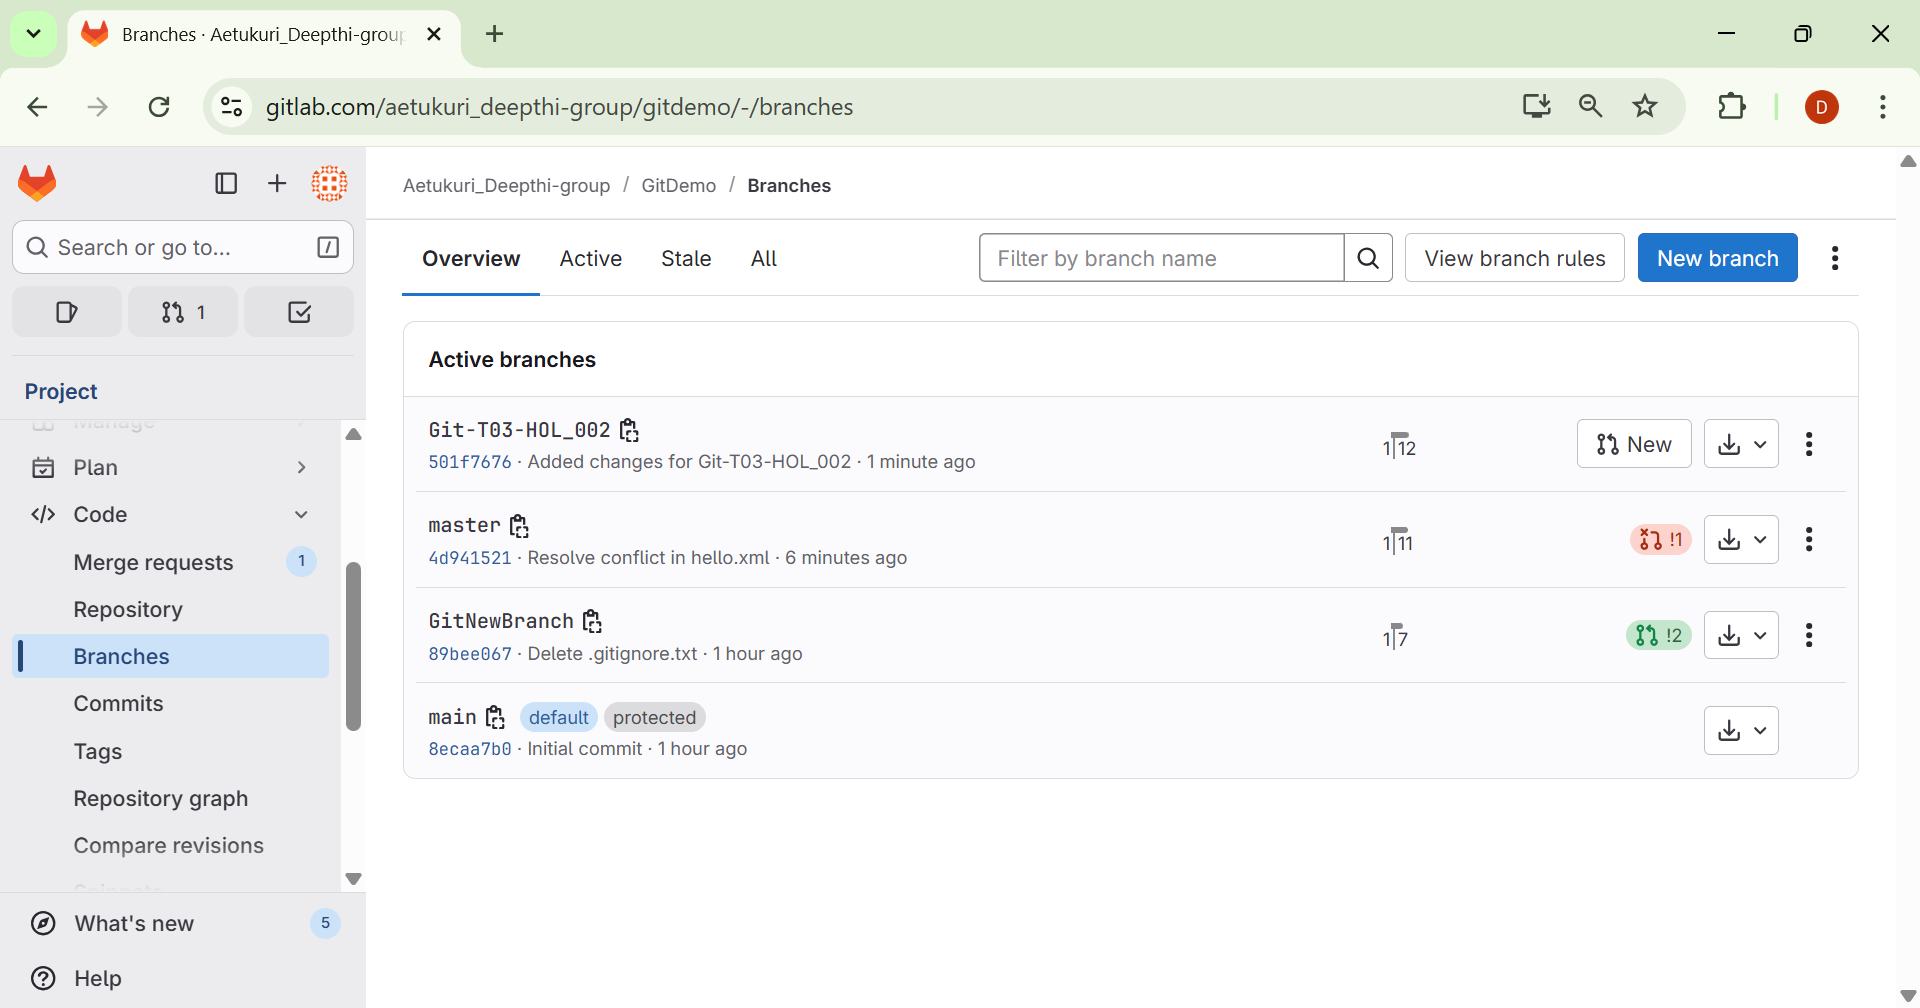 Branches · Aetukuri_Deepthi-group
gitlab.com/aetukuri_deepthi-group/gitdemo/-/branches
D
Aetukuri_Deepthi-group / GitDemo / Branches
Search or go to... /
Overview Active Stale All
Filter by branch name
View branch rules
New branch
1
Project
Manage
Plan
Code
Merge requests 1
Repository
Branches
Commits
Tags
Repository graph
Compare revisions
Snippets
What's new 5
Help
Active branches
Git-T03-HOL_002
501f7676 · Added changes for Git-T03-HOL_002 · 1 minute ago
1 12
New
master
4d941521 · Resolve conflict in hello.xml · 6 minutes ago
1 11
!1
GitNewBranch
89bee067 · Delete .gitignore.txt · 1 hour ago
1 7
!2
main default protected
8ecaa7b0 · Initial commit · 1 hour ago